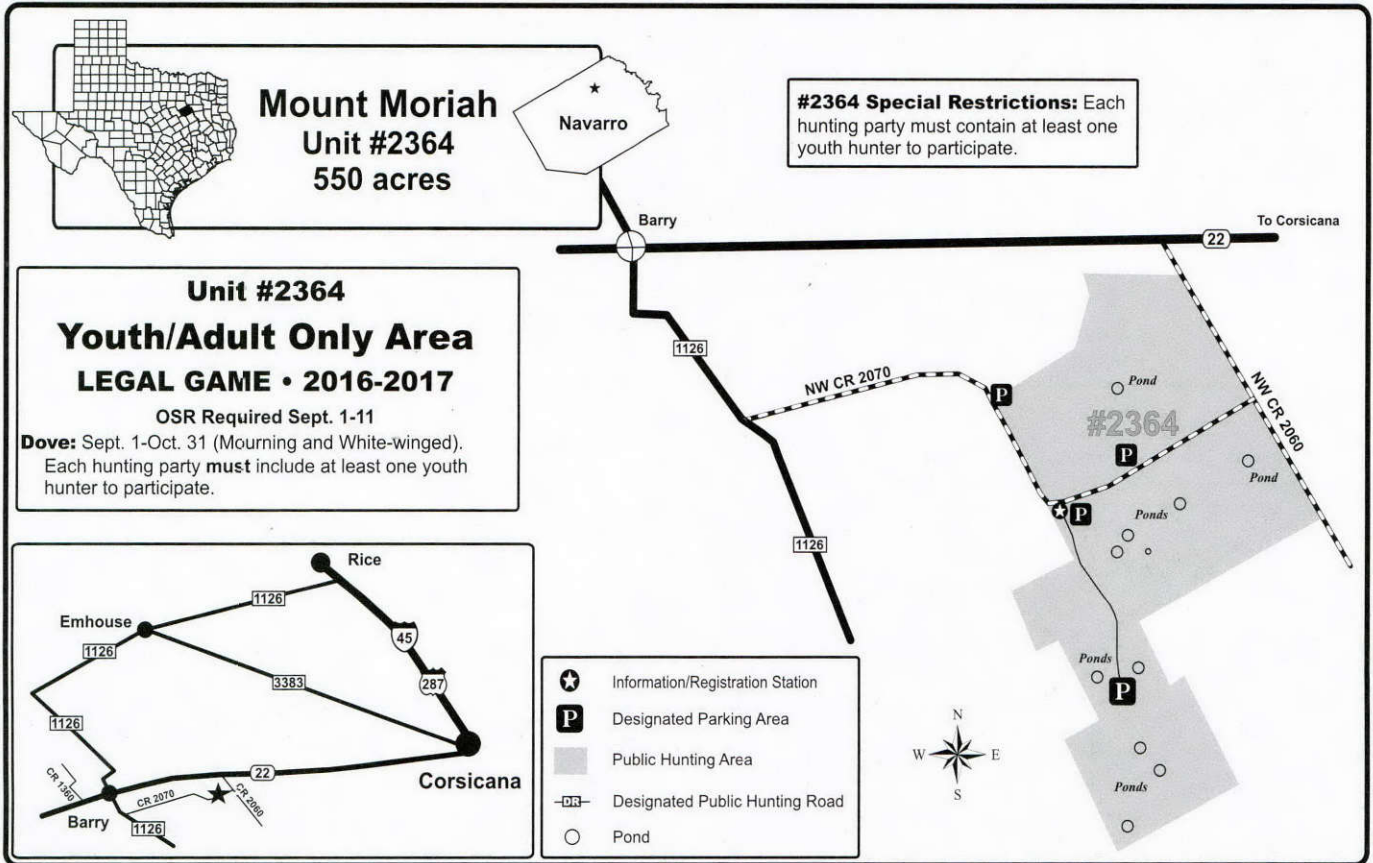 Mount Moriah
Unit #2364
550 acres
Navarro
#2364 Special Restrictions: Each
hunting party must contain at least one
youth hunter to participate.
Barry
To Corsicana
22
Unit #2364
Youth/Adult Only Area
LEGAL GAME • 2016-2017
OSR Required Sept. 1-11
Dove: Sept. 1-Oct. 31 (Mourning and White-winged).
Each hunting party must include at least one youth
hunter to participate.
1126
NW CR 2070
P
Pond
#2364
NW CR 2060
P
Pond
P
Ponds
1126
Ponds
P
Ponds
Rice
1126
Emhouse
45
1126
3383
287
1126
22
Corsicana
CR 1360
CR 2070
CR 2060
Barry
1126
Information/Registration Station
P
Designated Parking Area
Public Hunting Area
DR
Designated Public Hunting Road
Pond
N
W
E
S